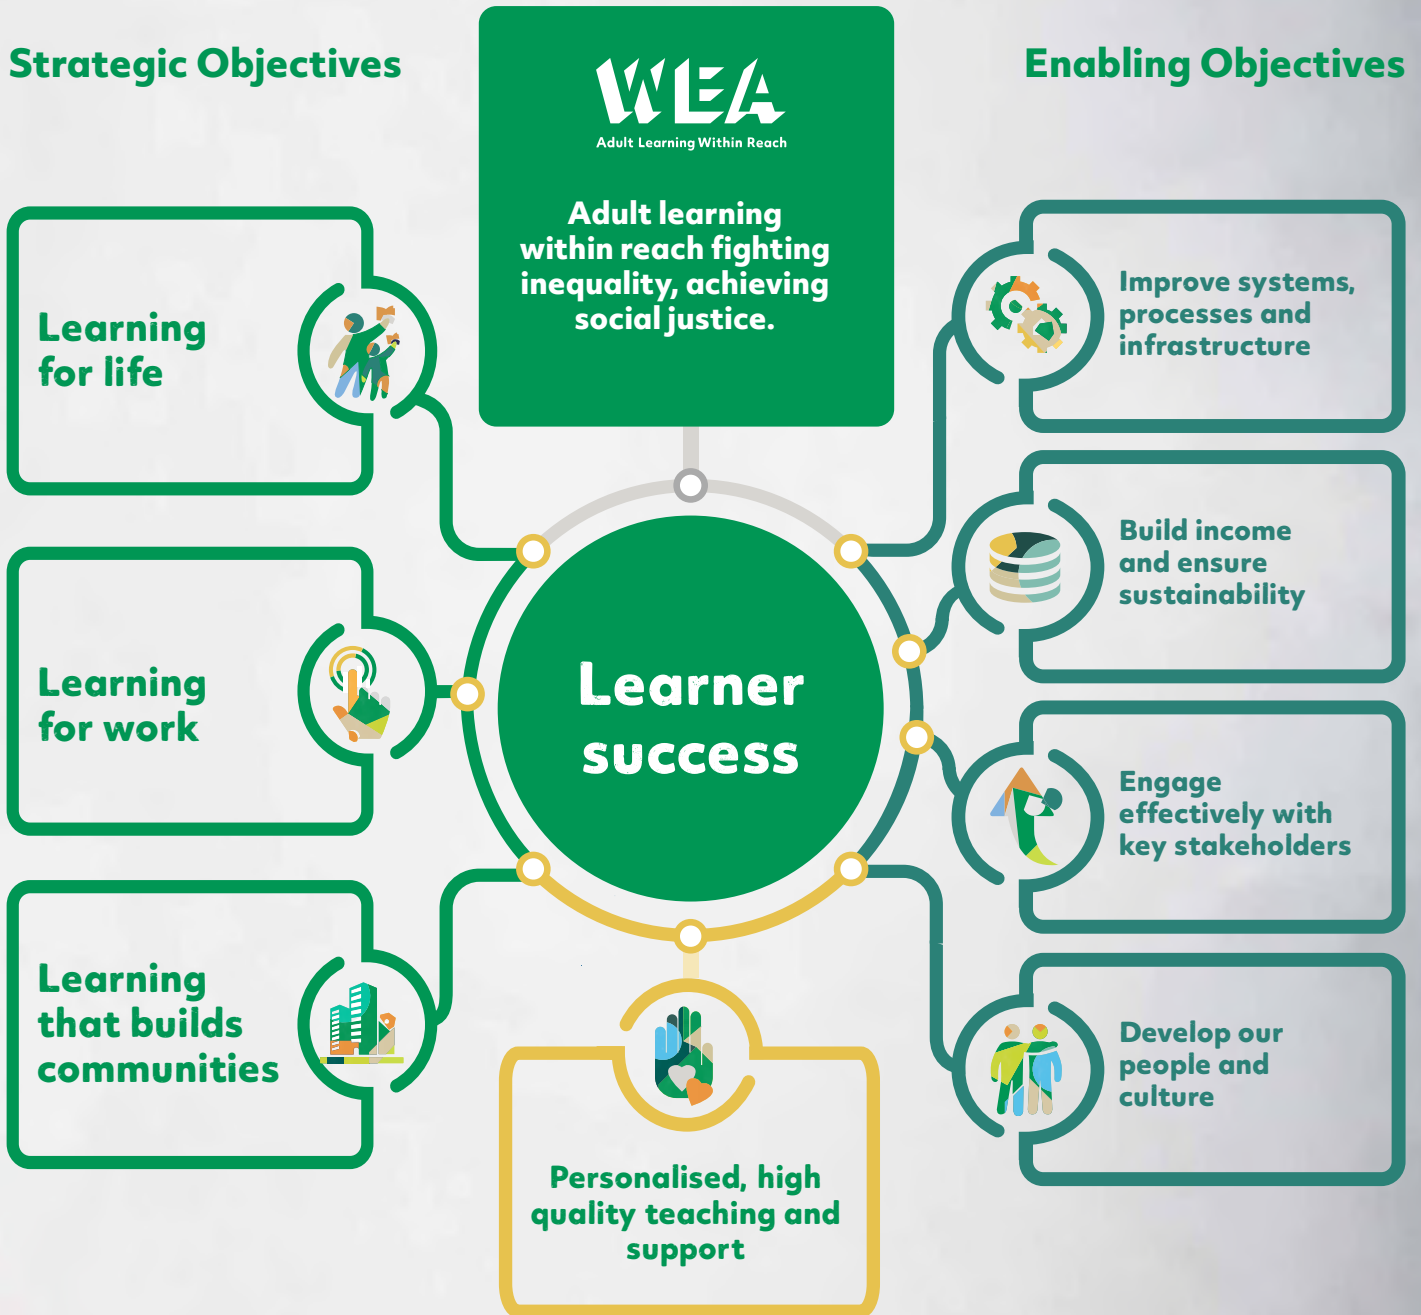 Strategic Objectives
WEA
Adult Learning Within Reach
Adult learning
within reach fighting
inequality, achieving
social justice.
Enabling Objectives
Learning
for life
Learning
for work
Learning
that builds
communities
Learner
success
Personalised, high
quality teaching and
support
Improve systems,
processes and
infrastructure
Build income
and ensure
sustainability
Engage
effectively with
key stakeholders
Develop our
people and
culture